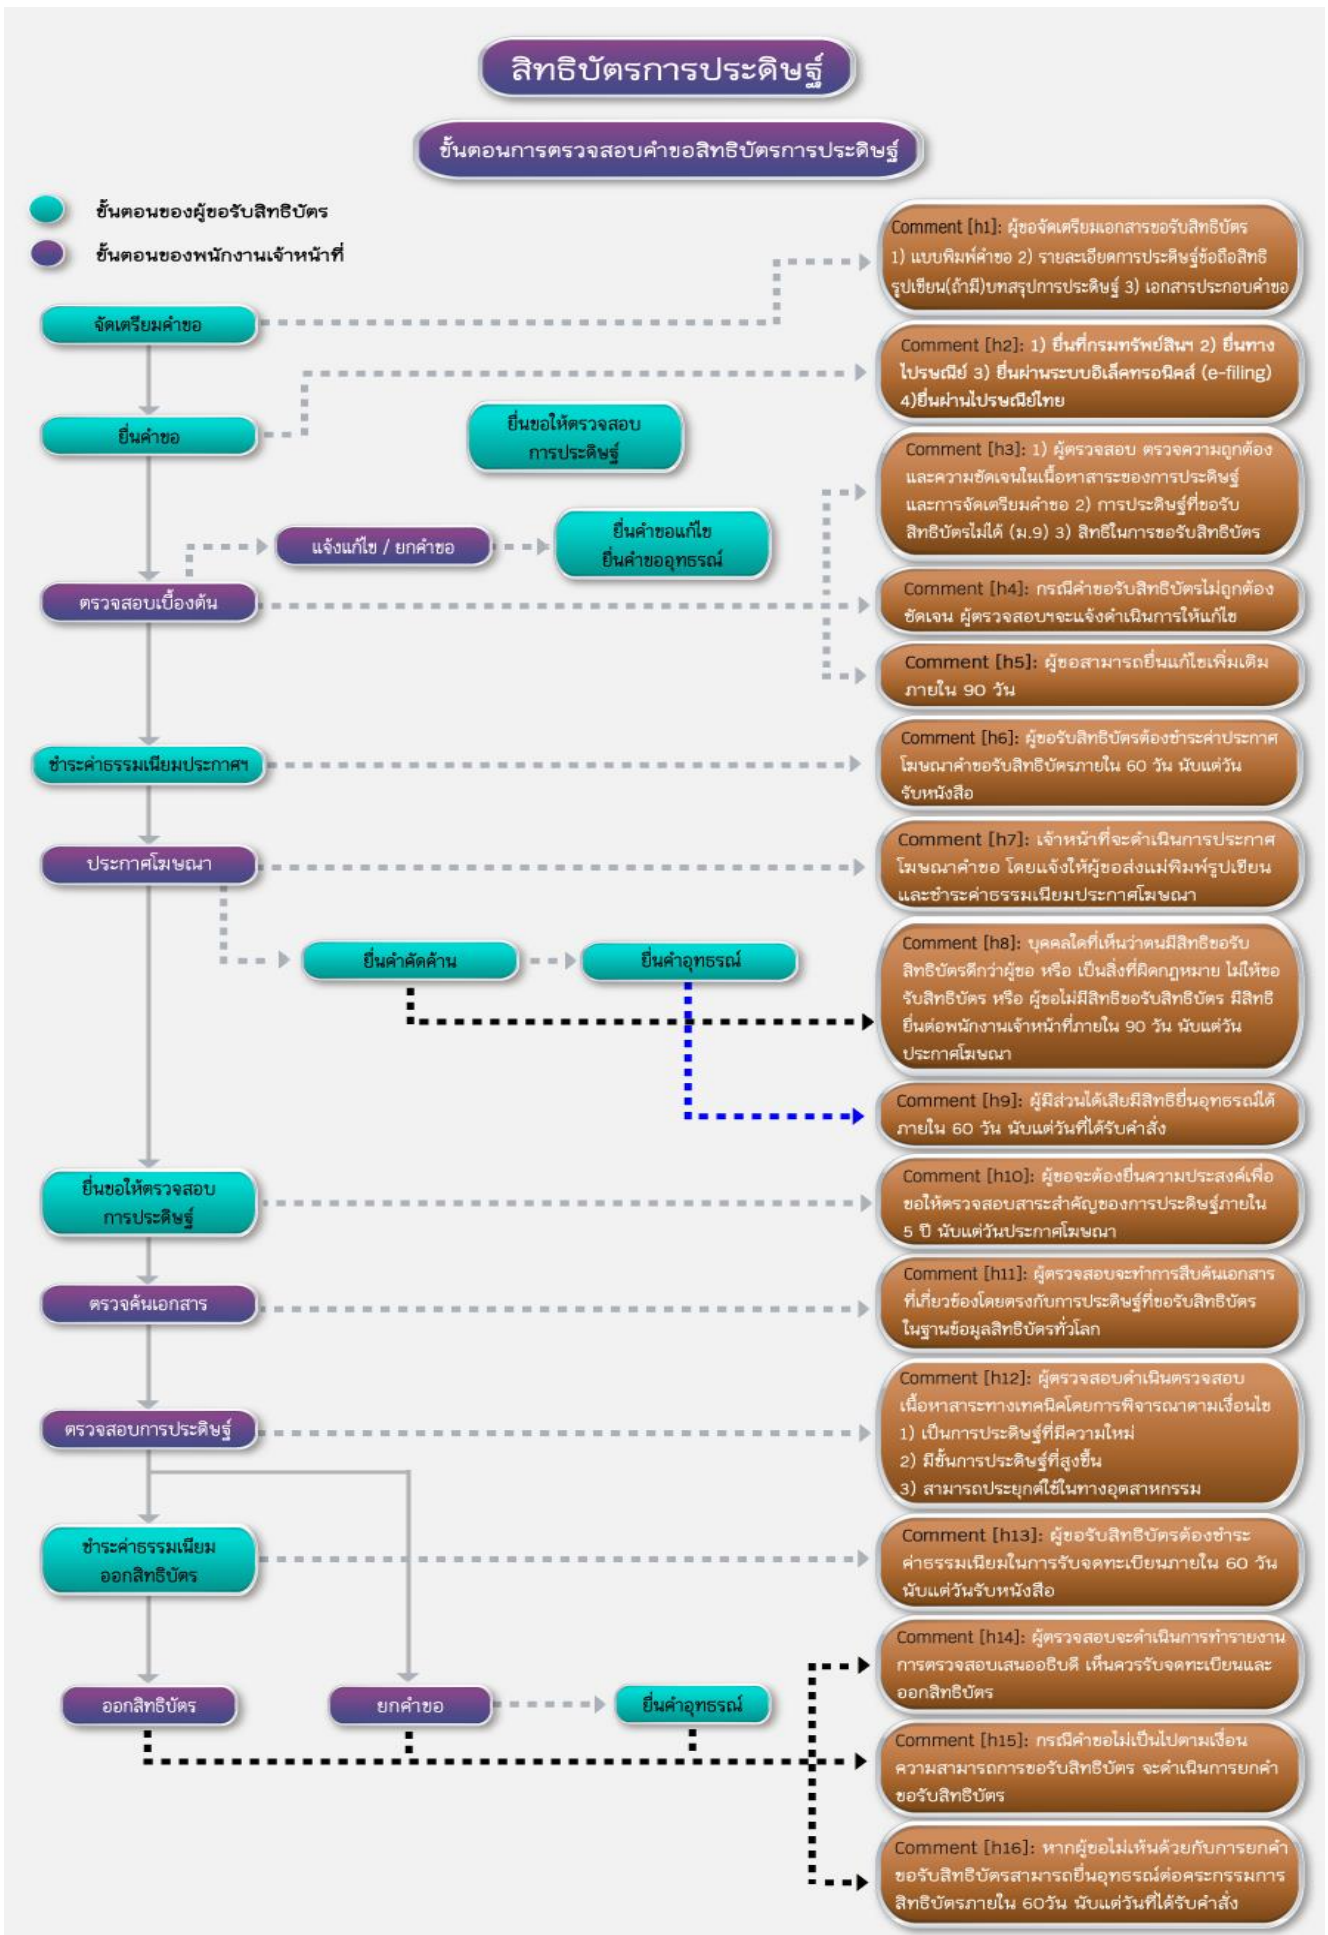 สิทธิบัตรการประดิษฐ์
ขั้นตอนการตรวจสอบคำขอสิทธิบัตรการประดิษฐ์
ขั้นตอนของผู้ขอรับสิทธิบัตร
ขั้นตอนของพนักงานเจ้าหน้าที่
Comment [h1]: ผู้ขอจัดเตรียมเอกสารขอรับสิทธิบัตร
1) แบบพิมพ์คำขอ 2) รายละเอียดการประดิษฐ์ข้อถือสิทธิ
รูปเขียน(ถ้ามี)บทสรุปการประดิษฐ์ 3) เอกสารประกอบคำขอ
จัดเตรียมคำขอ
Comment [h2]: 1) ยื่นที่กรมทรัพย์สินฯ 2) ยื่นทาง
ไปรษณีย์ 3) ยื่นผ่านระบบอิเล็คทรอนิคส์ (e-filing)
4)ยื่นผ่านไปรษณีย์ไทย
ยื่นคำขอ
ยื่นขอให้ตรวจสอบ
การประดิษฐ์
Comment [h3]: 1) ผู้ตรวจสอบ ตรวจความถูกต้อง
และความชัดเจนในเนื้อหาสาระของการประดิษฐ์
และการจัดเตรียมคำขอ 2) การประดิษฐ์ที่ขอรับ
สิทธิบัตรไม่ได้ (ม.9) 3) สิทธิในการขอรับสิทธิบัตร
แจ้งแก้ไข / ยกคำขอ
ยื่นคำขอแก้ไข
ยื่นคำขออุทธรณ์
ตรวจสอบเบื้องต้น
Comment [h4]: กรณีคำขอรับสิทธิบัตรไม่ถูกต้อง
ชัดเจน ผู้ตรวจสอบฯจะแจ้งดำเนินการให้แก้ไข
Comment [h5]: ผู้ขอสามารถยื่นแก้ไขเพิ่มเติม
ภายใน 90 วัน
ชำระค่าธรรมเนียมประกาศฯ
Comment [h6]: ผู้ขอรับสิทธิบัตรต้องชำระค่าประกาศ
โฆษณาคำขอรับสิทธิบัตรภายใน 60 วัน นับแต่วัน
รับหนังสือ
ประกาศโฆษณา
Comment [h7]: เจ้าหน้าที่จะดำเนินการประกาศ
โฆษณาคำขอ โดยแจ้งให้ผู้ขอส่งแม่พิมพ์รูปเขียน
และชำระค่าธรรมเนียมประกาศโฆษณา
ยื่นคำคัดค้าน
ยื่นคำอุทธรณ์
Comment [h8]: บุคคลใดที่เห็นว่าตนมีสิทธิขอรับ
สิทธิบัตรดีกว่าผู้ขอ หรือ เป็นสิ่งที่ผิดกฎหมาย ไม่ให้ขอ
รับสิทธิบัตร หรือ ผู้ขอไม่มีสิทธิขอรับสิทธิบัตร มีสิทธิ
ยื่นต่อพนักงานเจ้าหน้าที่ภายใน 90 วัน นับแต่วัน
ประกาศโฆษณา
Comment [h9]: ผู้มีส่วนได้เสียมีสิทธิยื่นอุทธรณ์ได้
ภายใน 60 วัน นับแต่วันที่ได้รับคำสั่ง
ยื่นขอให้ตรวจสอบ
การประดิษฐ์
Comment [h10]: ผู้ขอจะต้องยื่นความประสงค์เพื่อ
ขอให้ตรวจสอบสาระสำคัญของการประดิษฐ์ภายใน
5 ปี นับแต่วันประกาศโฆษณา
ตรวจค้นเอกสาร
Comment [h11]: ผู้ตรวจสอบจะทำการสืบค้นเอกสาร
ที่เกี่ยวข้องโดยตรงกับการประดิษฐ์ที่ขอรับสิทธิบัตร
ในฐานข้อมูลสิทธิบัตรทั่วโลก
ตรวจสอบการประดิษฐ์
Comment [h12]: ผู้ตรวจสอบดำเนินตรวจสอบ
เนื้อหาสาระทางเทคนิคโดยการพิจารณาตามเงื่อนไข
1) เป็นการประดิษฐ์ที่มีความใหม่
2) มีขั้นการประดิษฐ์ที่สูงขึ้น
3) สามารถประยุกต์ใช้ในทางอุตสาหกรรม
ชำระค่าธรรมเนียม
ออกสิทธิบัตร
Comment [h13]: ผู้ขอรับสิทธิบัตรต้องชำระ
ค่าธรรมเนียมในการรับจดทะเบียนภายใน 60 วัน
นับแต่วันรับหนังสือ
ออกสิทธิบัตร
ยกคำขอ
ยื่นคำอุทธรณ์
Comment [h14]: ผู้ตรวจสอบจะดำเนินการทำรายงาน
การตรวจสอบเสนออธิบดี เห็นควรรับจดทะเบียนและ
ออกสิทธิบัตร
Comment [h15]: กรณีคำขอไม่เป็นไปตามเงื่อน
ความสามารถการขอรับสิทธิบัตร จะดำเนินการยกคำ
ขอรับสิทธิบัตร
Comment [h16]: หากผู้ขอไม่เห็นด้วยกับการยกคำ
ขอรับสิทธิบัตรสามารถยื่นอุทธรณ์ต่อคระกรรมการ
สิทธิบัตรภายใน 60วัน นับแต่วันที่ได้รับคำสั่ง